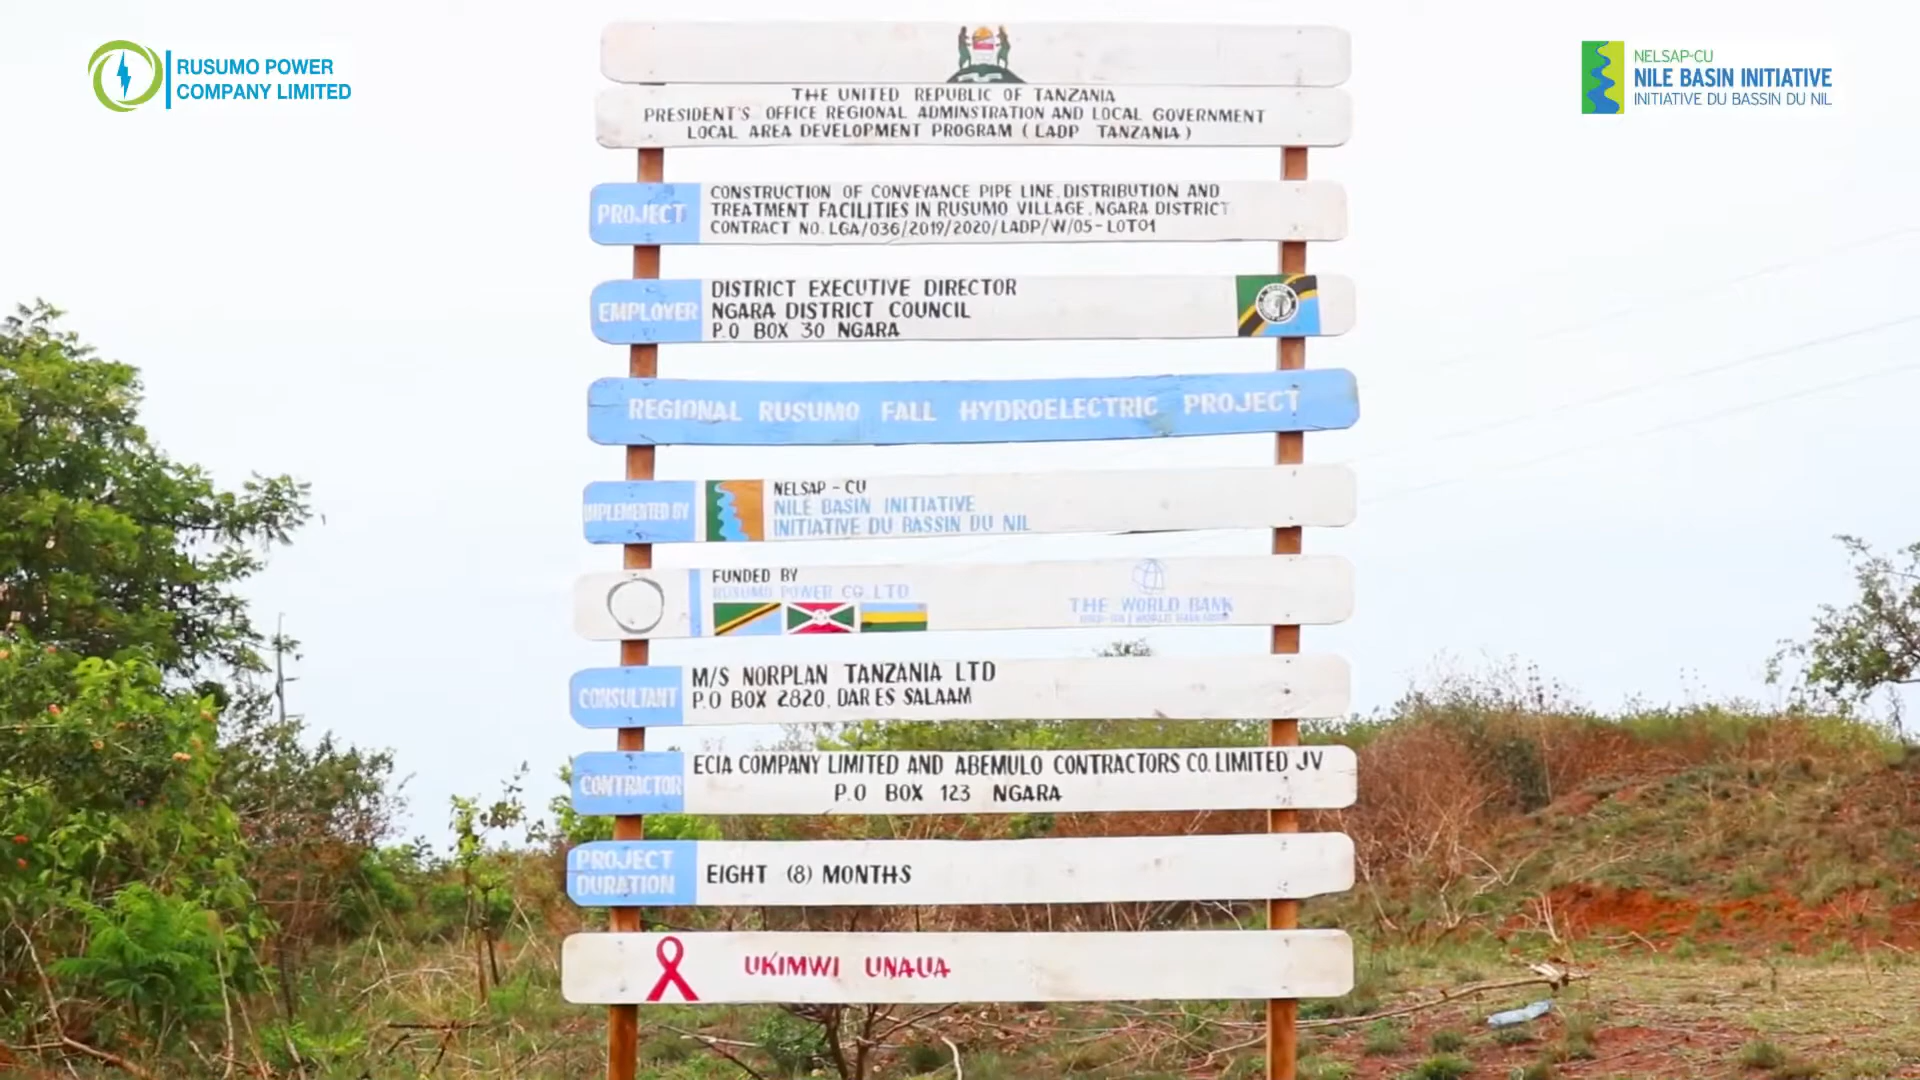 RUSUMO POWER
COMPANY LIMITED
NELSAP-CU
NILE BASIN INITIATIVE
INITIATIVE DU BASSIN DU NIL
THE UNITED REPUBLIC OF TANZANIA
PRESIDENT'S OFFICE REGIONAL ADMINSTRATION AND LOCAL GOVERNMENT
LOCAL AREA DEVELOPMENT PROGRAM (LADP TANZANIA)
PROJECT
CONSTRUCTION OF CONVEYANCE PIPE LINE, DISTRIBUTION AND
TREATMENT FACILITIES IN RUSUMO VILLAGE, NGARA DISTRICT
CONTRACT NO. LGA/036/2019/2020/LADP/W/05-LOT01
EMPLOYER
DISTRICT EXECUTIVE DIRECTOR
NGARA DISTRICT COUNCIL
P.O BOX 30 NGARA
REGIONAL RUSUMO FALL HYDROELECTRIC PROJECT
IMPLEMENTED BY
NELSAP - CU
NILE BASIN INITIATIVE
INITIATIVE DU BASSIN DU NIL
FUNDED BY
RUSUMO POWER CO. LTD
THE WORLD BANK
CONSULTANT
M/S NORPLAN TANZANIA LTD
P.O BOX 2820, DAR ES SALAAM
CONTRACTOR
ECIA COMPANY LIMITED AND ABEMULO CONTRACTORS CO. LIMITED JV
P.O BOX 123 NGARA
PROJECT
DURATION
EIGHT (8) MONTHS
UKIMWI UNAUA